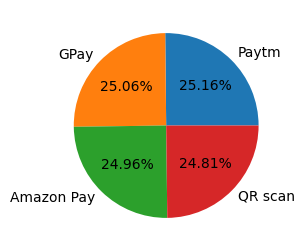 GPay
Paytm
25.06%
25.16%
24.96%
24.81%
Amazon Pay
QR scan